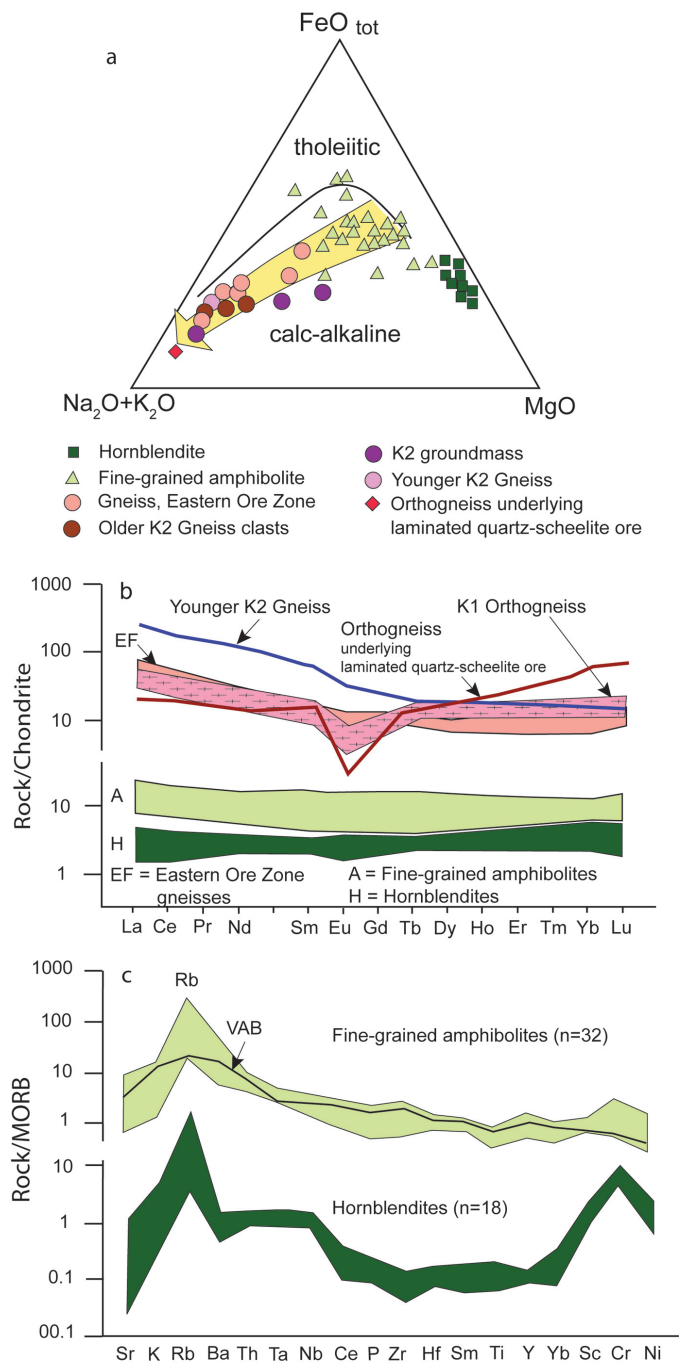 FeO tot
a
tholeiitic
calc-alkaline
Na2O+K2O
MgO
Hornblendite
Fine-grained amphibolite
Gneiss, Eastern Ore Zone
Older K2 Gneiss clasts
K2 groundmass
Younger K2 Gneiss
Orthogneiss underlying
laminated quartz-scheelite ore
b
Rock/Chondrite
1000
100
10
10
1
Younger K2 Gneiss
K1 Orthogneiss
EF
Orthogneiss
underlying
laminated quartz-scheelite ore
A
H
EF = Eastern Ore Zone
gneisses
A = Fine-grained amphibolites
H = Hornblendites
La Ce Pr Nd Sm Eu Gd Tb Dy Ho Er Tm Yb Lu
c
Rock/MORB
1000
100
10
1
10
1
0.1
00.1
Rb
VAB
Fine-grained amphibolites (n=32)
Hornblendites (n=18)
Sr K Rb Ba Th Ta Nb Ce P Zr Hf Sm Ti Y Yb Sc Cr Ni